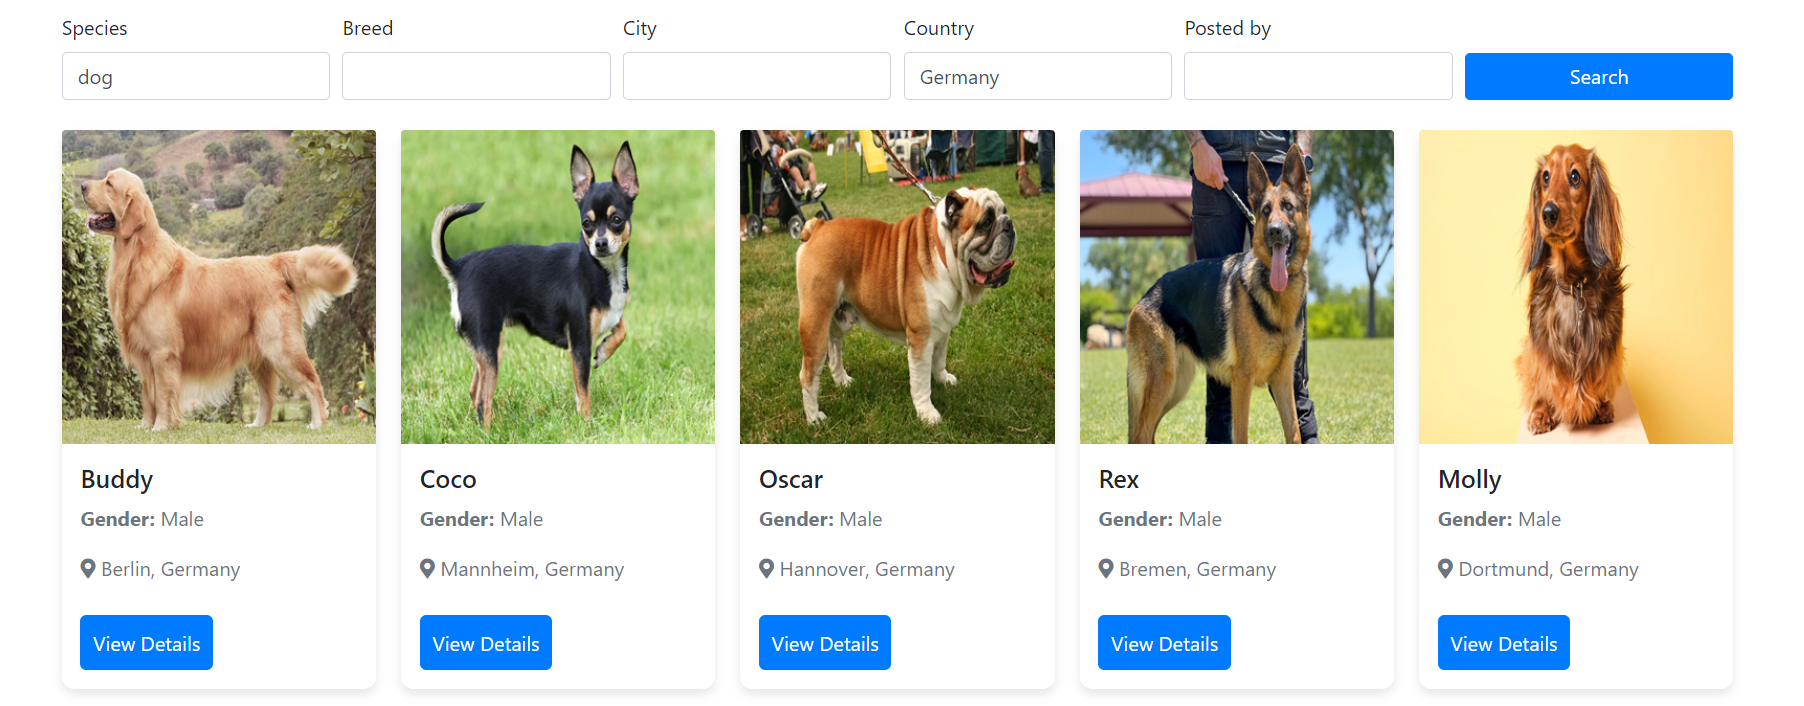 Species
Breed
City
Country
Posted by
dog
Germany
Search
Buddy
Gender: Male
Berlin, Germany
View Details
Coco
Gender: Male
Mannheim, Germany
View Details
Oscar
Gender: Male
Hannover, Germany
View Details
Rex
Gender: Male
Bremen, Germany
View Details
Molly
Gender: Male
Dortmund, Germany
View Details